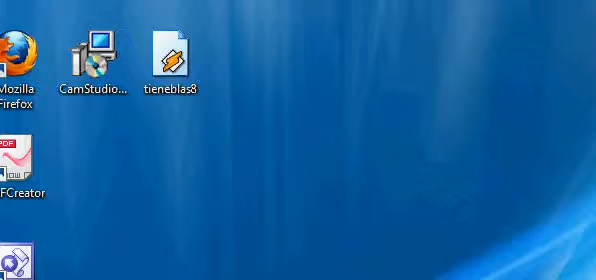 Mozilla
Firefox
CamStudio...
tieneblas8
PDF
FCreator